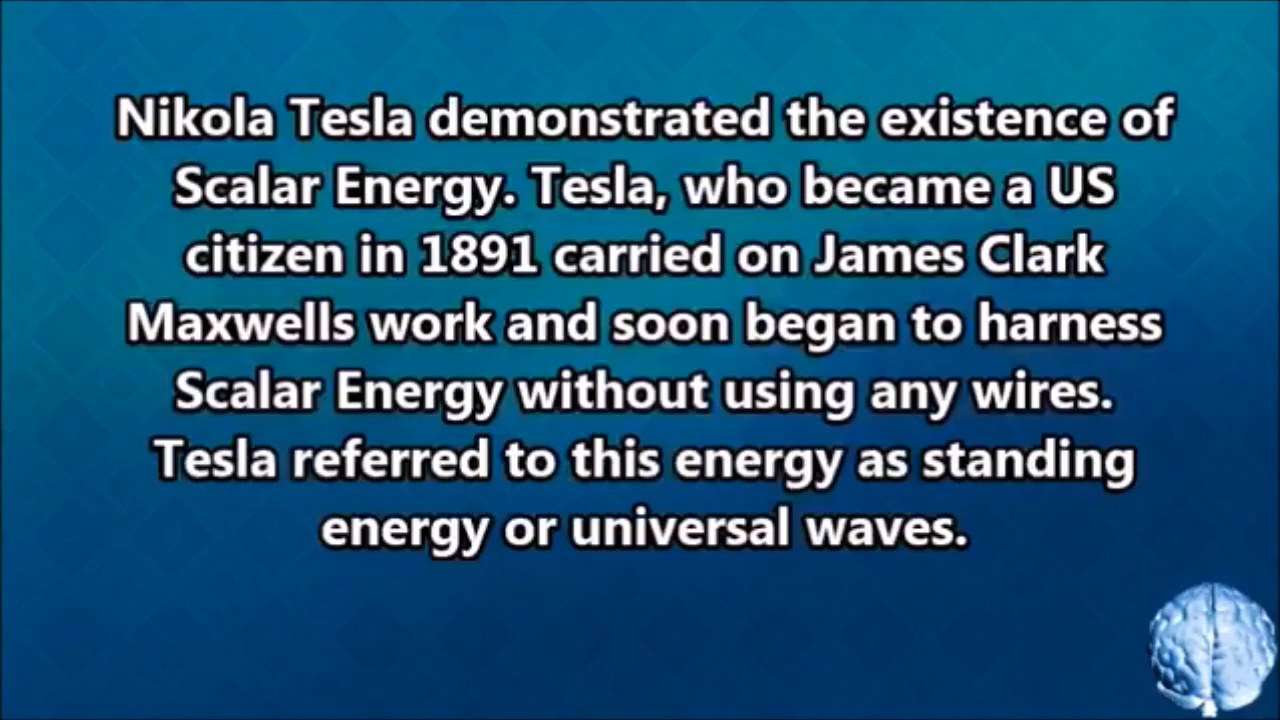 Nikola Tesla demonstrated the existence of
Scalar Energy. Tesla, who became a US
citizen in 1891 carried on James Clark
Maxwells work and soon began to harness
Scalar Energy without using any wires.
Tesla referred to this energy as standing
energy or universal waves.